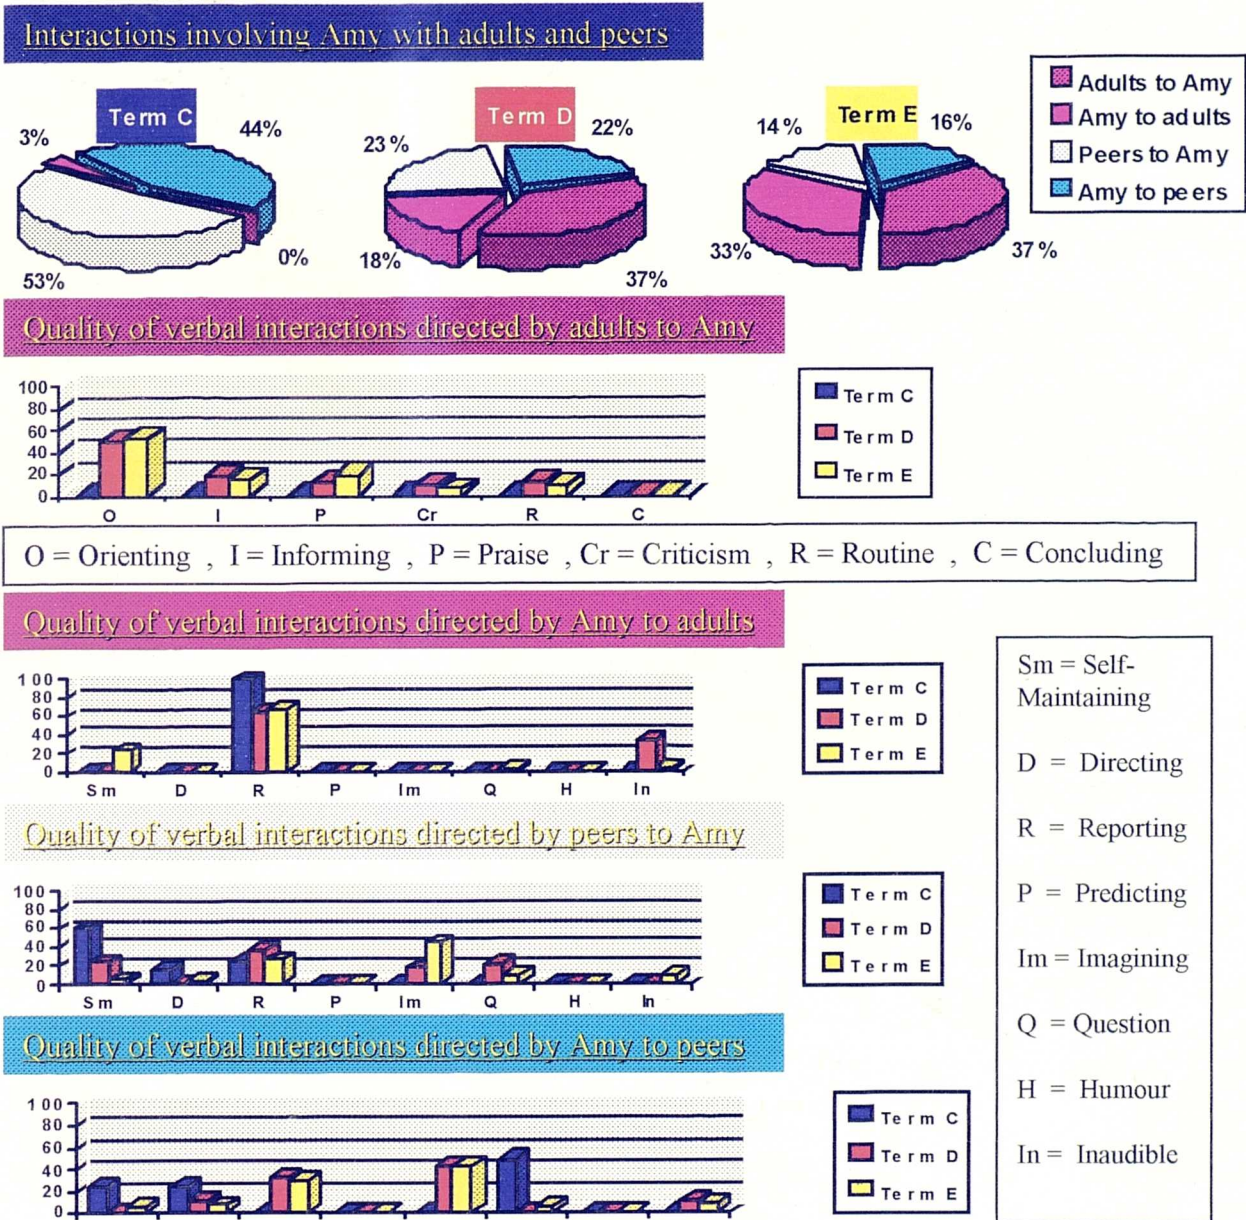 Interactions involving Amy with adults and peers
Term C
Term D
Term E
3%
44%
53%
0%
23%
22%
18%
37%
14%
16%
33%
37%
Adults to Amy
Amy to adults
Peers to Amy
Amy to peers
Quality of verbal interactions directed by adults to Amy
100
80
60
40
20
0
O I P Cr R C
Term C
Term D
Term E
O = Orienting , I = Informing , P = Praise , Cr = Criticism , R = Routine , C = Concluding
Quality of verbal interactions directed by Amy to adults
100
80
60
40
20
0
Sm D R P Im Q H In
Term C
Term D
Term E
Quality of verbal interactions directed by peers to Amy
100
80
60
40
20
0
Sm D R P Im Q H In
Term C
Term D
Term E
Quality of verbal interactions directed by Amy to peers
100
80
60
40
20
0
Term C
Term D
Term E
Sm = Self-
Maintaining
D = Directing
R = Reporting
P = Predicting
Im = Imagining
Q = Question
H = Humour
In = Inaudible